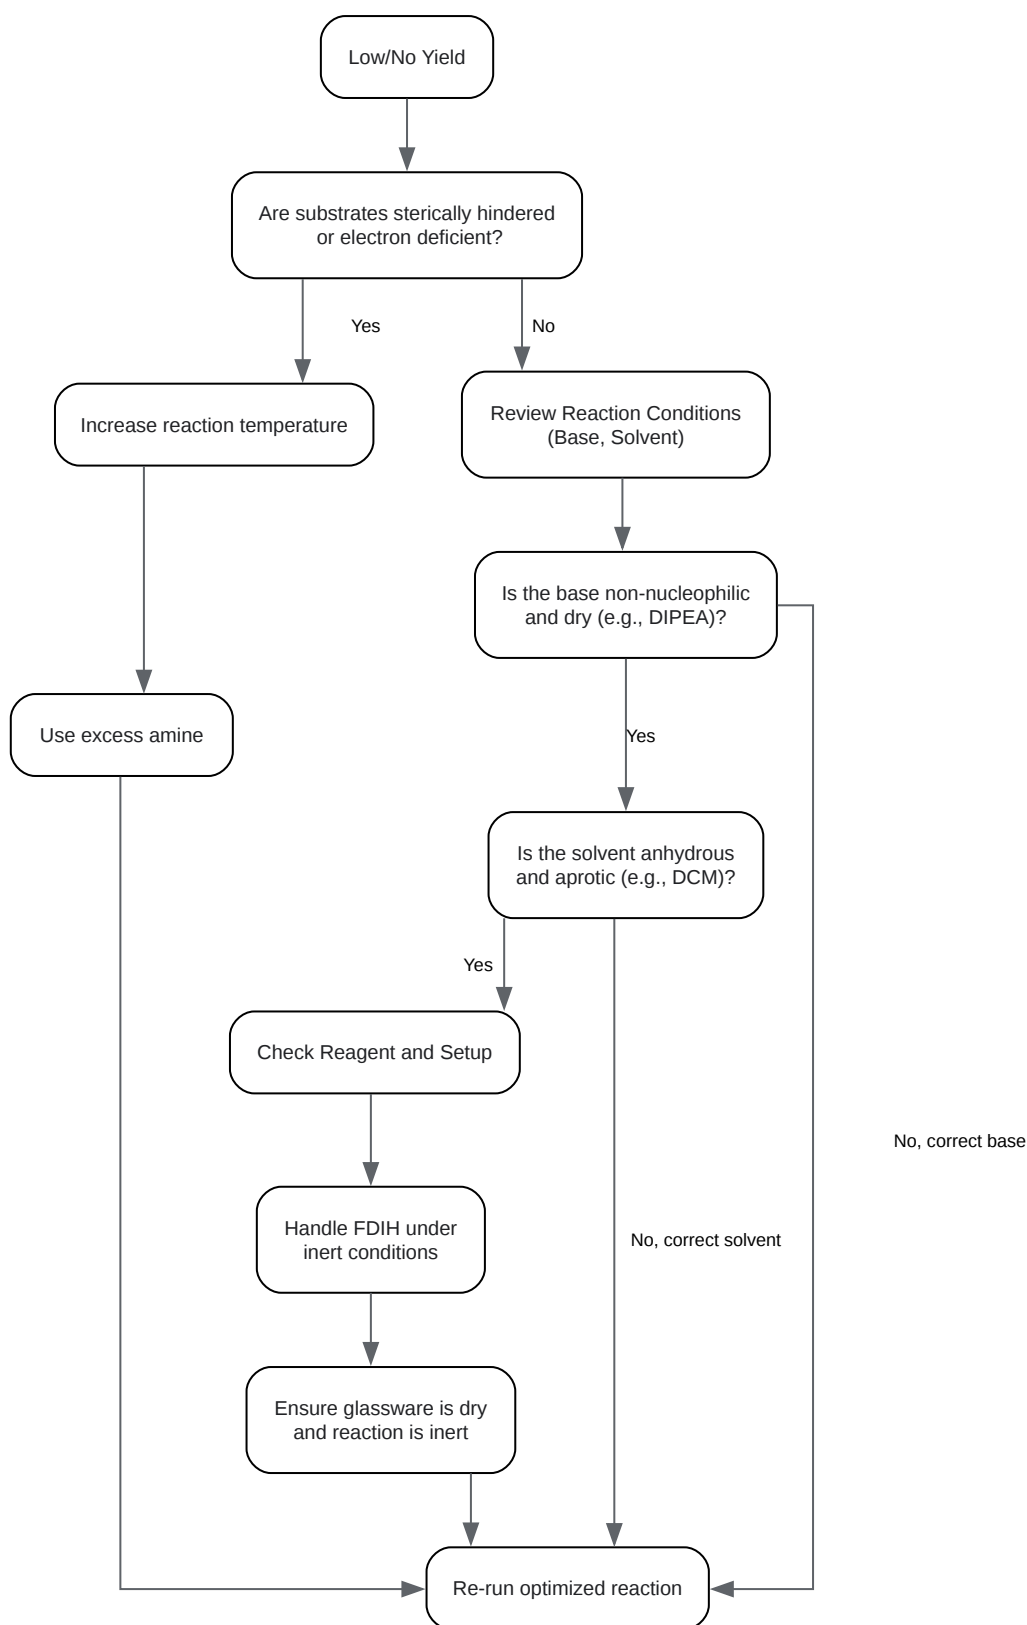 Low/No Yield
Are substrates sterically hindered
or electron deficient?
Yes
No
Increase reaction temperature
Review Reaction Conditions
(Base, Solvent)
Is the base non-nucleophilic
and dry (e.g., DIPEA)?
Use excess amine
Yes
Is the solvent anhydrous
and aprotic (e.g., DCM)?
Yes
Check Reagent and Setup
No, correct base
Handle FDIH under
inert conditions
No, correct solvent
Ensure glassware is dry
and reaction is inert
Re-run optimized reaction